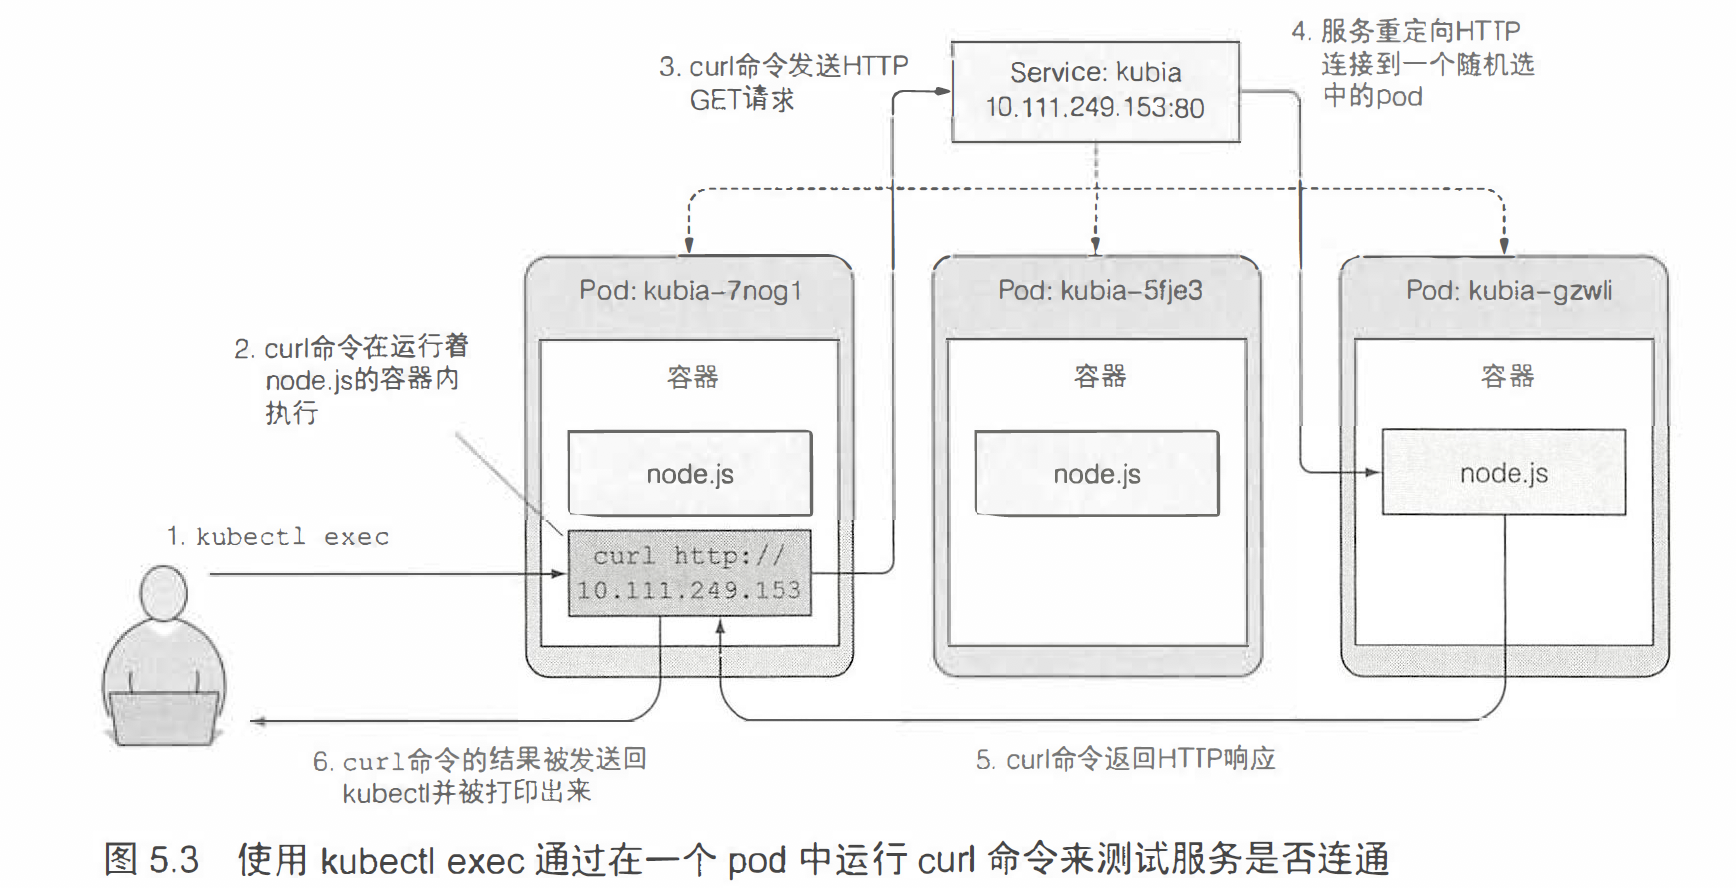 3. curl命令发送HTTP
GET请求
Service: kubia
10.111.249.153:80
4. 服务重定向HTTP
连接到一个随机选
中的pod
Pod: kubia-7nog1
Pod: kubia-5fje3
Pod: kubia-gzwli
2. curl命令在运行着
node.js的容器内
执行
容器
容器
容器
node.js
node.js
node.js
1. kubectl exec
curl http://
10.111.249.153
6. curl命令的结果被发送回
kubectl并被打印出来
5. curl命令返回HTTP响应
图 5.3 使用 kubectl exec 通过在一个 pod 中运行 curl 命令来测试服务是否连通